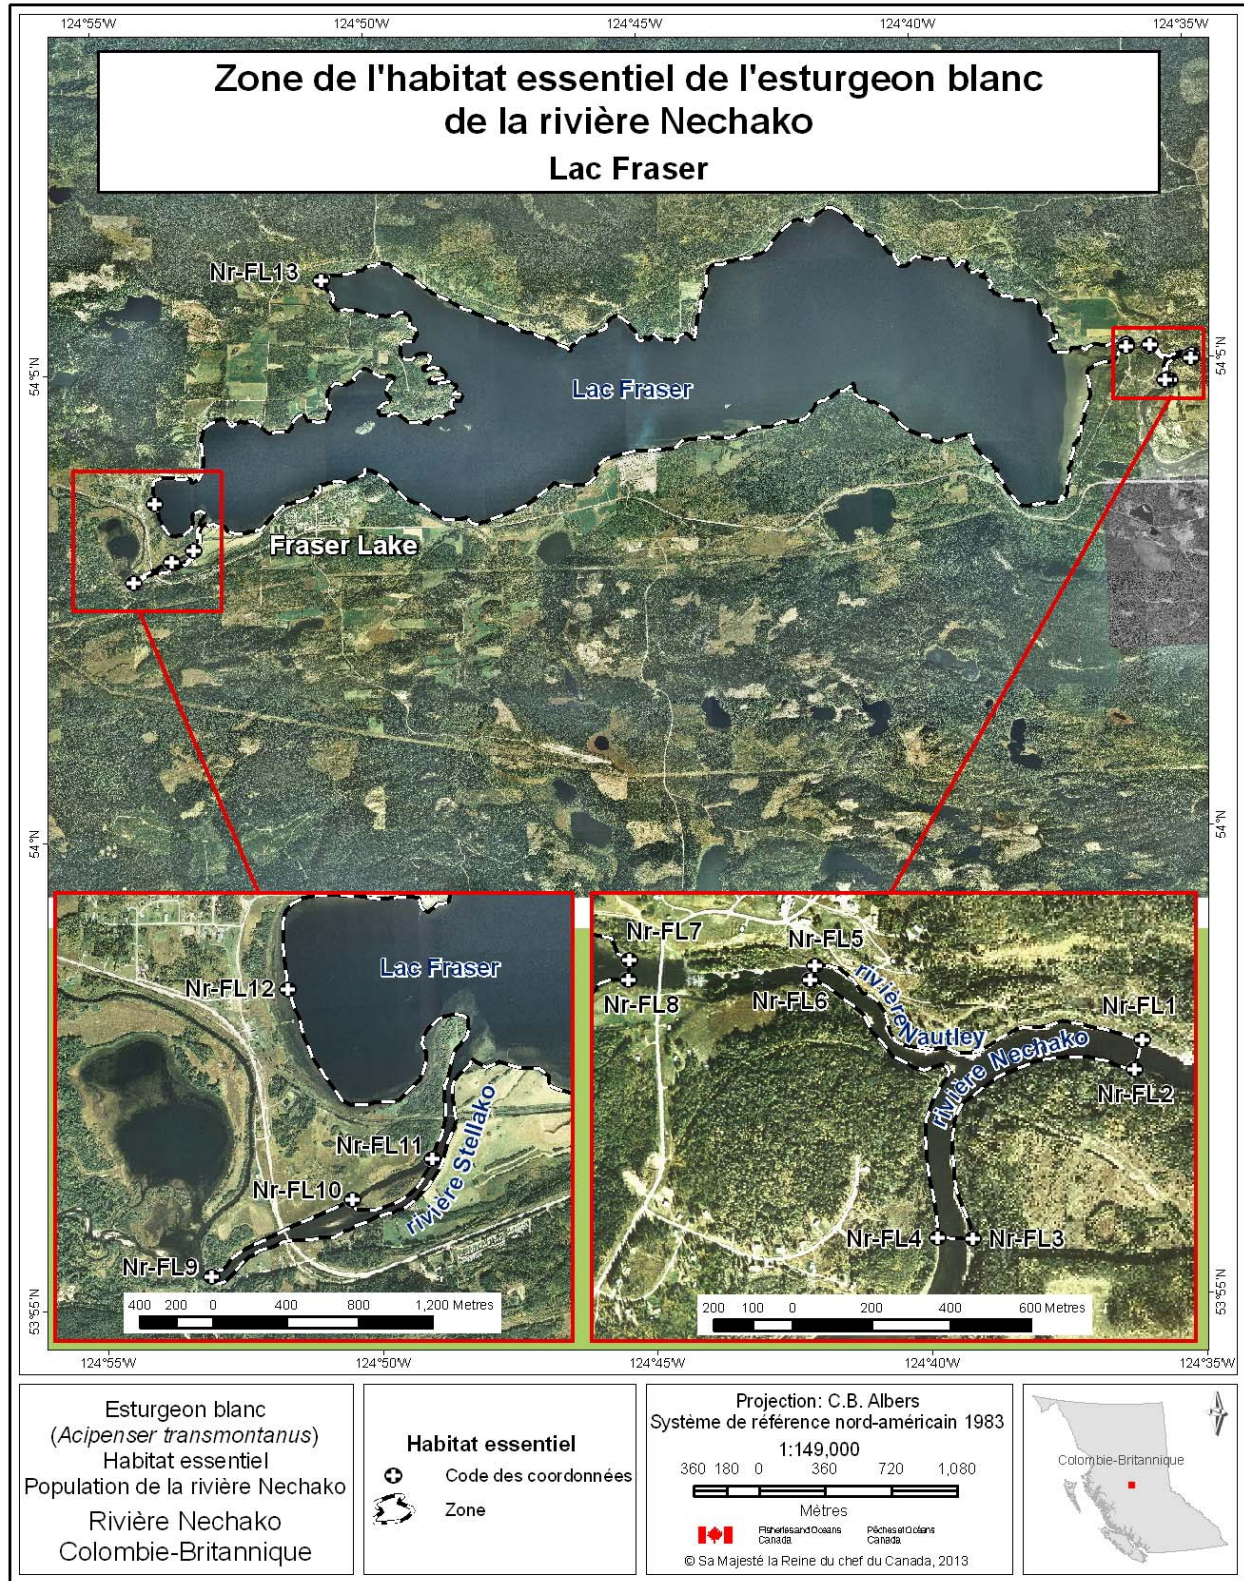 124°55'W 124°50'W 124°45'W 124°40'W 124°35'W
Zone de l'habitat essentiel de l'esturgeon blanc
de la rivière Nechako
Lac Fraser
Nr-FL13
54°5'N
54°5'N
Lac Fraser
Fraser Lake
54°N
54°N
Nr-FL12
Lac Fraser
Nr-FL11
Nr-FL10
rivière Stellako
Nr-FL9
400 200 0 400 800 1,200 Metres
Nr-FL7
Nr-FL5
Nr-FL8
Nr-FL6
rivière Nautley
Nr-FL1
rivière Nechako
Nr-FL2
Nr-FL4
Nr-FL3
200 100 0 200 400 600 Metres
53°55'N
53°55'N
124°55'W 124°50'W 124°45'W 124°40'W 124°35'W
Esturgeon blanc
(Acipenser transmontanus)
Habitat essentiel
Population de la rivière Nechako
Rivière Nechako
Colombie-Britannique
Habitat essentiel
Code des coordonnées
Zone
Projection: C.B. Albers
Système de référence nord-américain 1983
1:149,000
360 180 0 360 720 1,080
Mètres
Fisheries and Oceans
Canada
Pêches et Océans
Canada
© Sa Majesté la Reine du chef du Canada, 2013
Colombie-Britannique